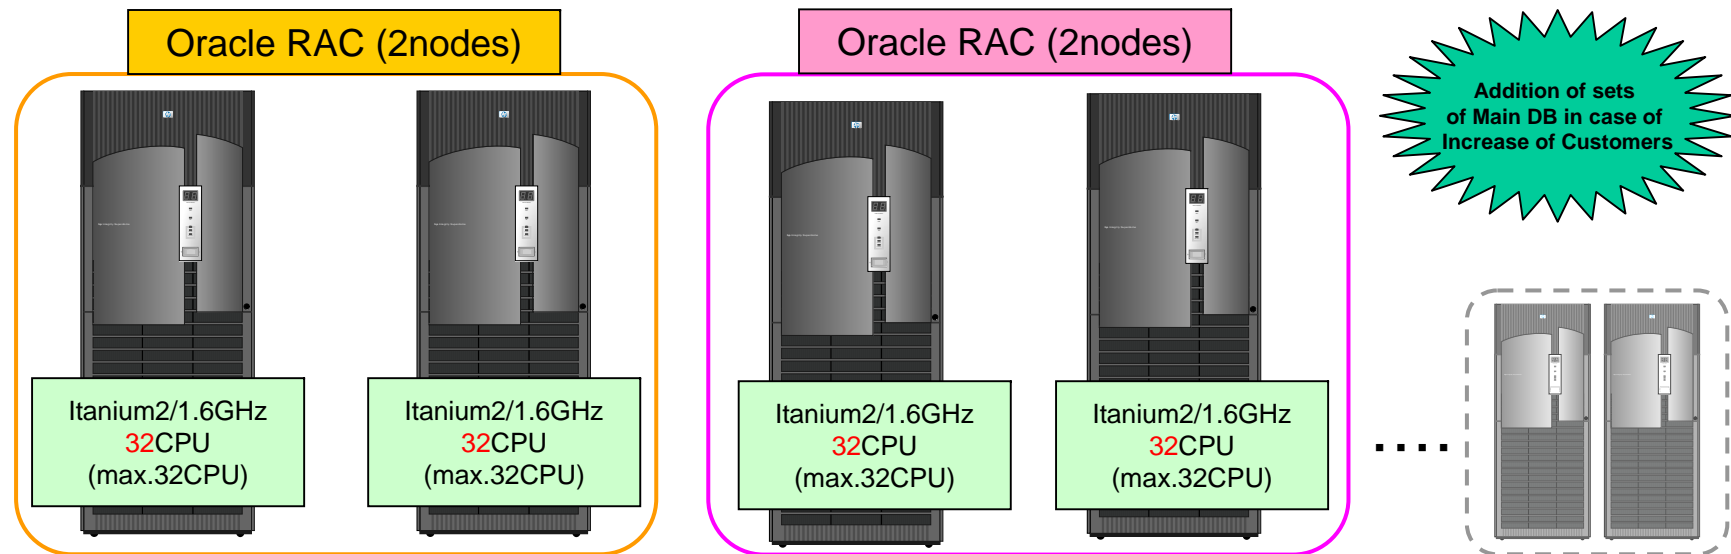 Oracle RAC (2nodes)
Oracle RAC (2nodes)
Addition of sets
of Main DB in case of
Increase of Customers
Itanium2/1.6GHz
32CPU
(max.32CPU)
Itanium2/1.6GHz
32CPU
(max.32CPU)
Itanium2/1.6GHz
32CPU
(max.32CPU)
Itanium2/1.6GHz
32CPU
(max.32CPU)
....